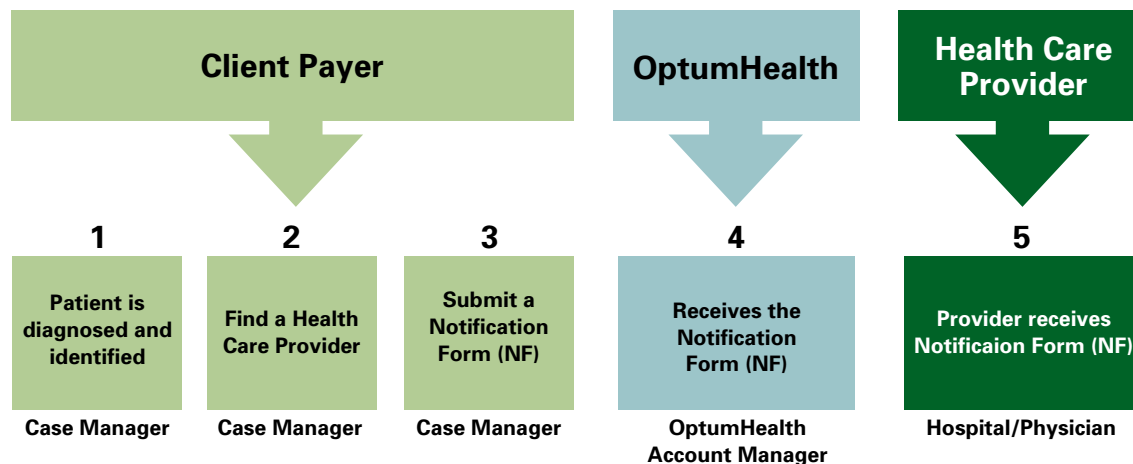 Client Payer
OptumHealth
Health Care
Provider
1
2
3
4
5
Patient is
diagnosed and
identified
Find a Health
Care Provider
Submit a
Notification
Form (NF)
Receives the
Notification
Form (NF)
Provider receives
Notificaion Form (NF)
Case Manager
Case Manager
Case Manager
OptumHealth
Account Manager
Hospital/Physician